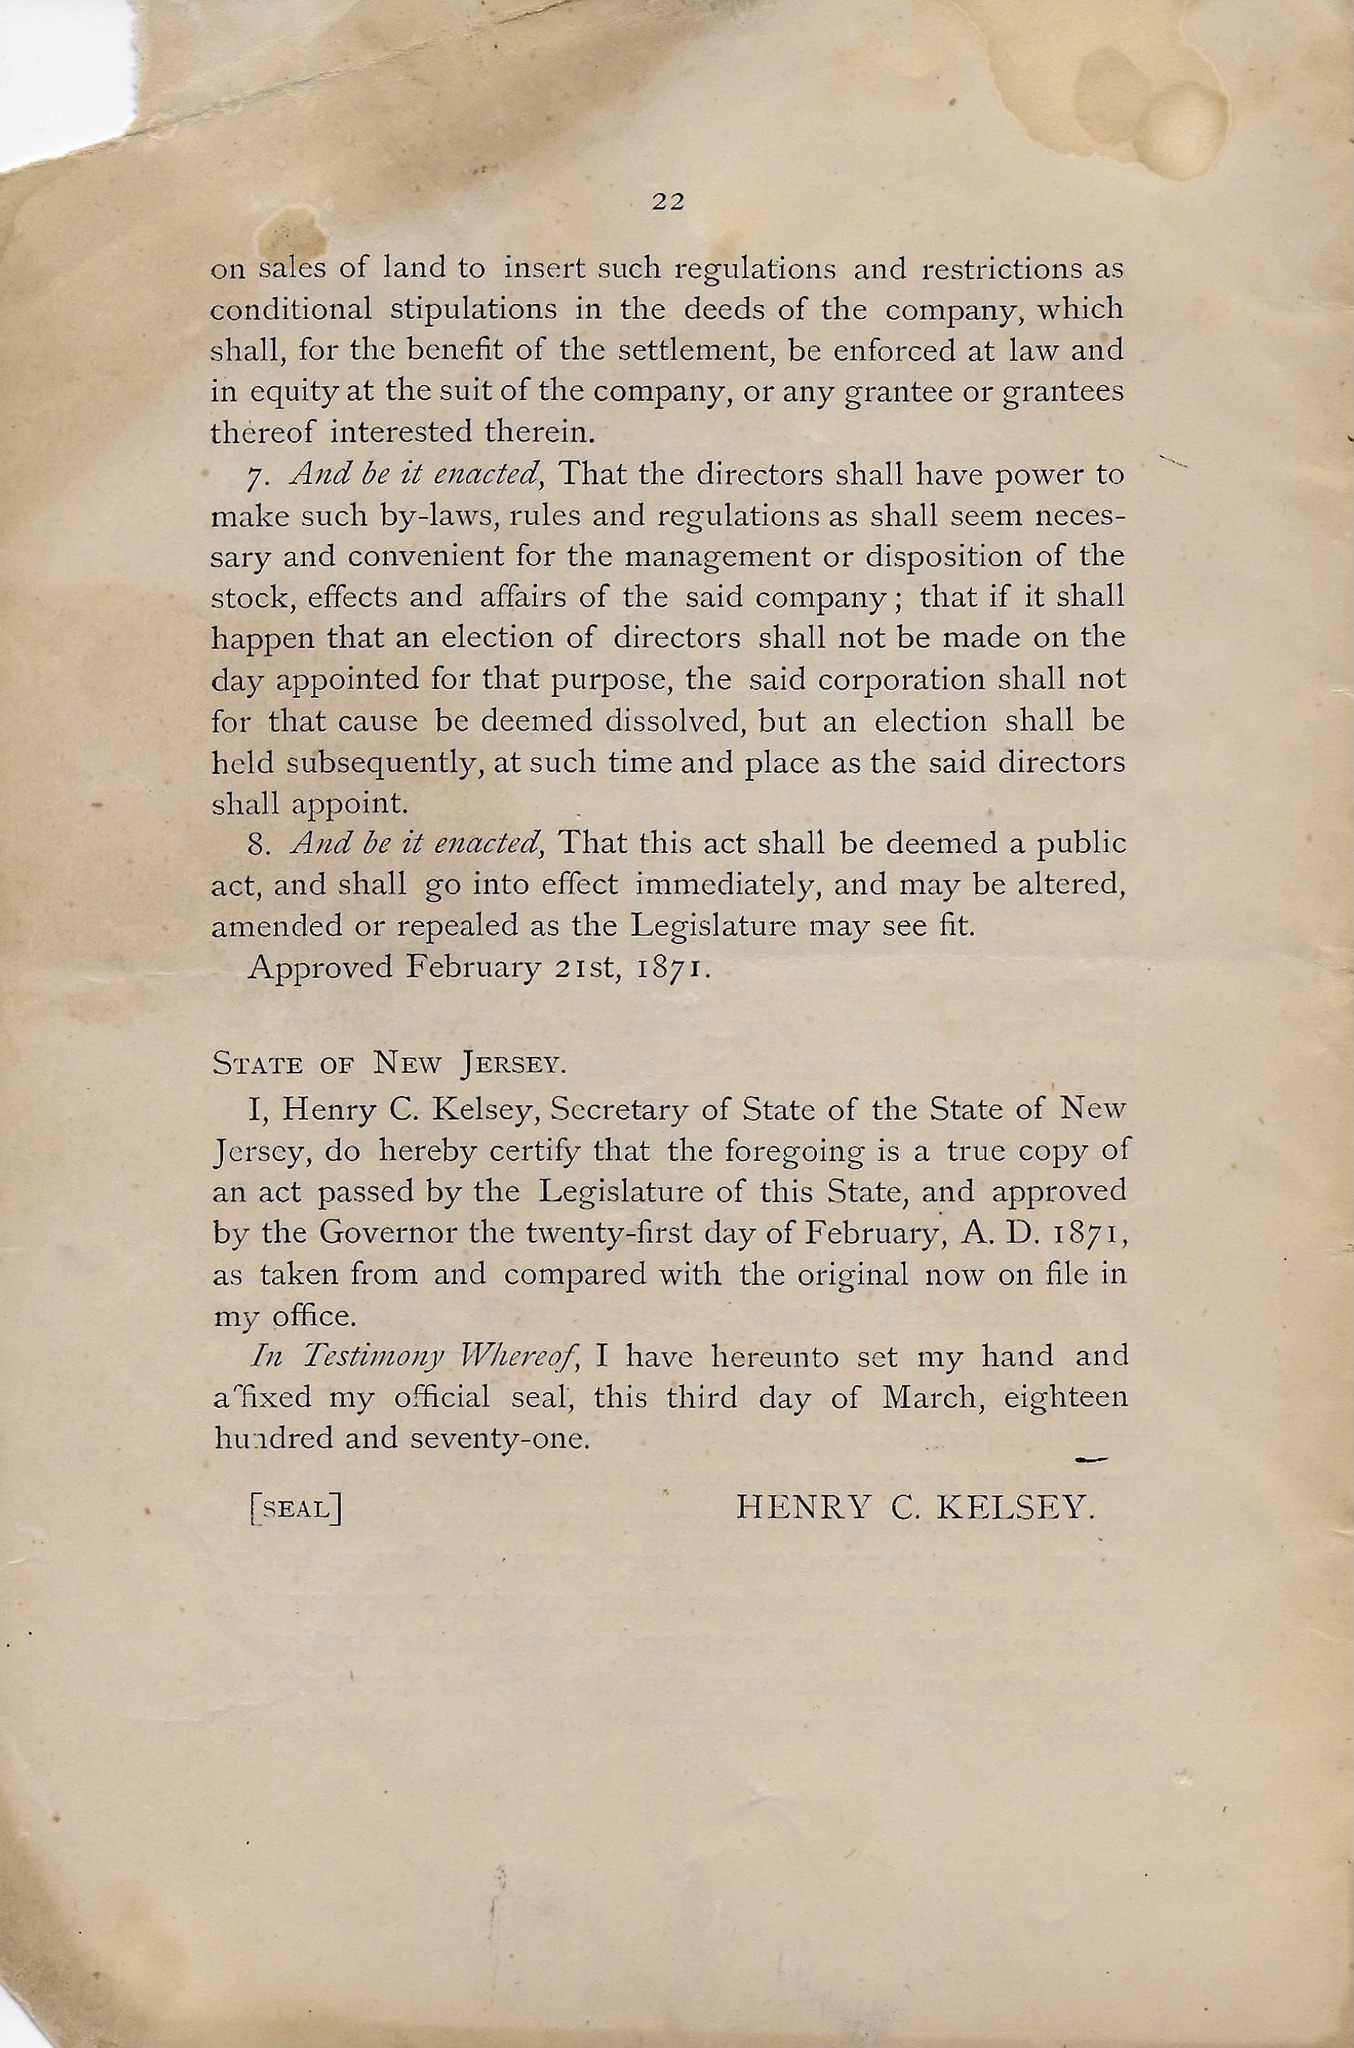 22
on sales of land to insert such regulations and restrictions as
conditional stipulations in the deeds of the company, which
shall, for the benefit of the settlement, be enforced at law and
in equity at the suit of the company, or any grantee or grantees
thereof interested therein.
7. And be it enacted, That the directors shall have power to
make such by-laws, rules and regulations as shall seem neces-
sary and convenient for the management or disposition of the
stock, effects and affairs of the said company; that if it shall
happen that an election of directors shall not be made on the
day appointed for that purpose, the said corporation shall not
for that cause be deemed dissolved, but an election shall be
held subsequently, at such time and place as the said directors
shall appoint.
8. And be it enacted, That this act shall be deemed a public
act, and shall go into effect immediately, and may be altered,
amended or repealed as the Legislature may see fit.
Approved February 21st, 1871.
STATE OF NEW JERSEY.
I, Henry C. Kelsey, Secretary of State of the State of New
Jersey, do hereby certify that the foregoing is a true copy of
an act passed by the Legislature of this State, and approved
by the Governor the twenty-first day of February, A. D. 1871,
as taken from and compared with the original now on file in
my office.
In Testimony Whereof, I have hereunto set my hand and
affixed my official seal, this third day of March, eighteen
hundred and seventy-one.
[SEAL] HENRY C. KELSEY.